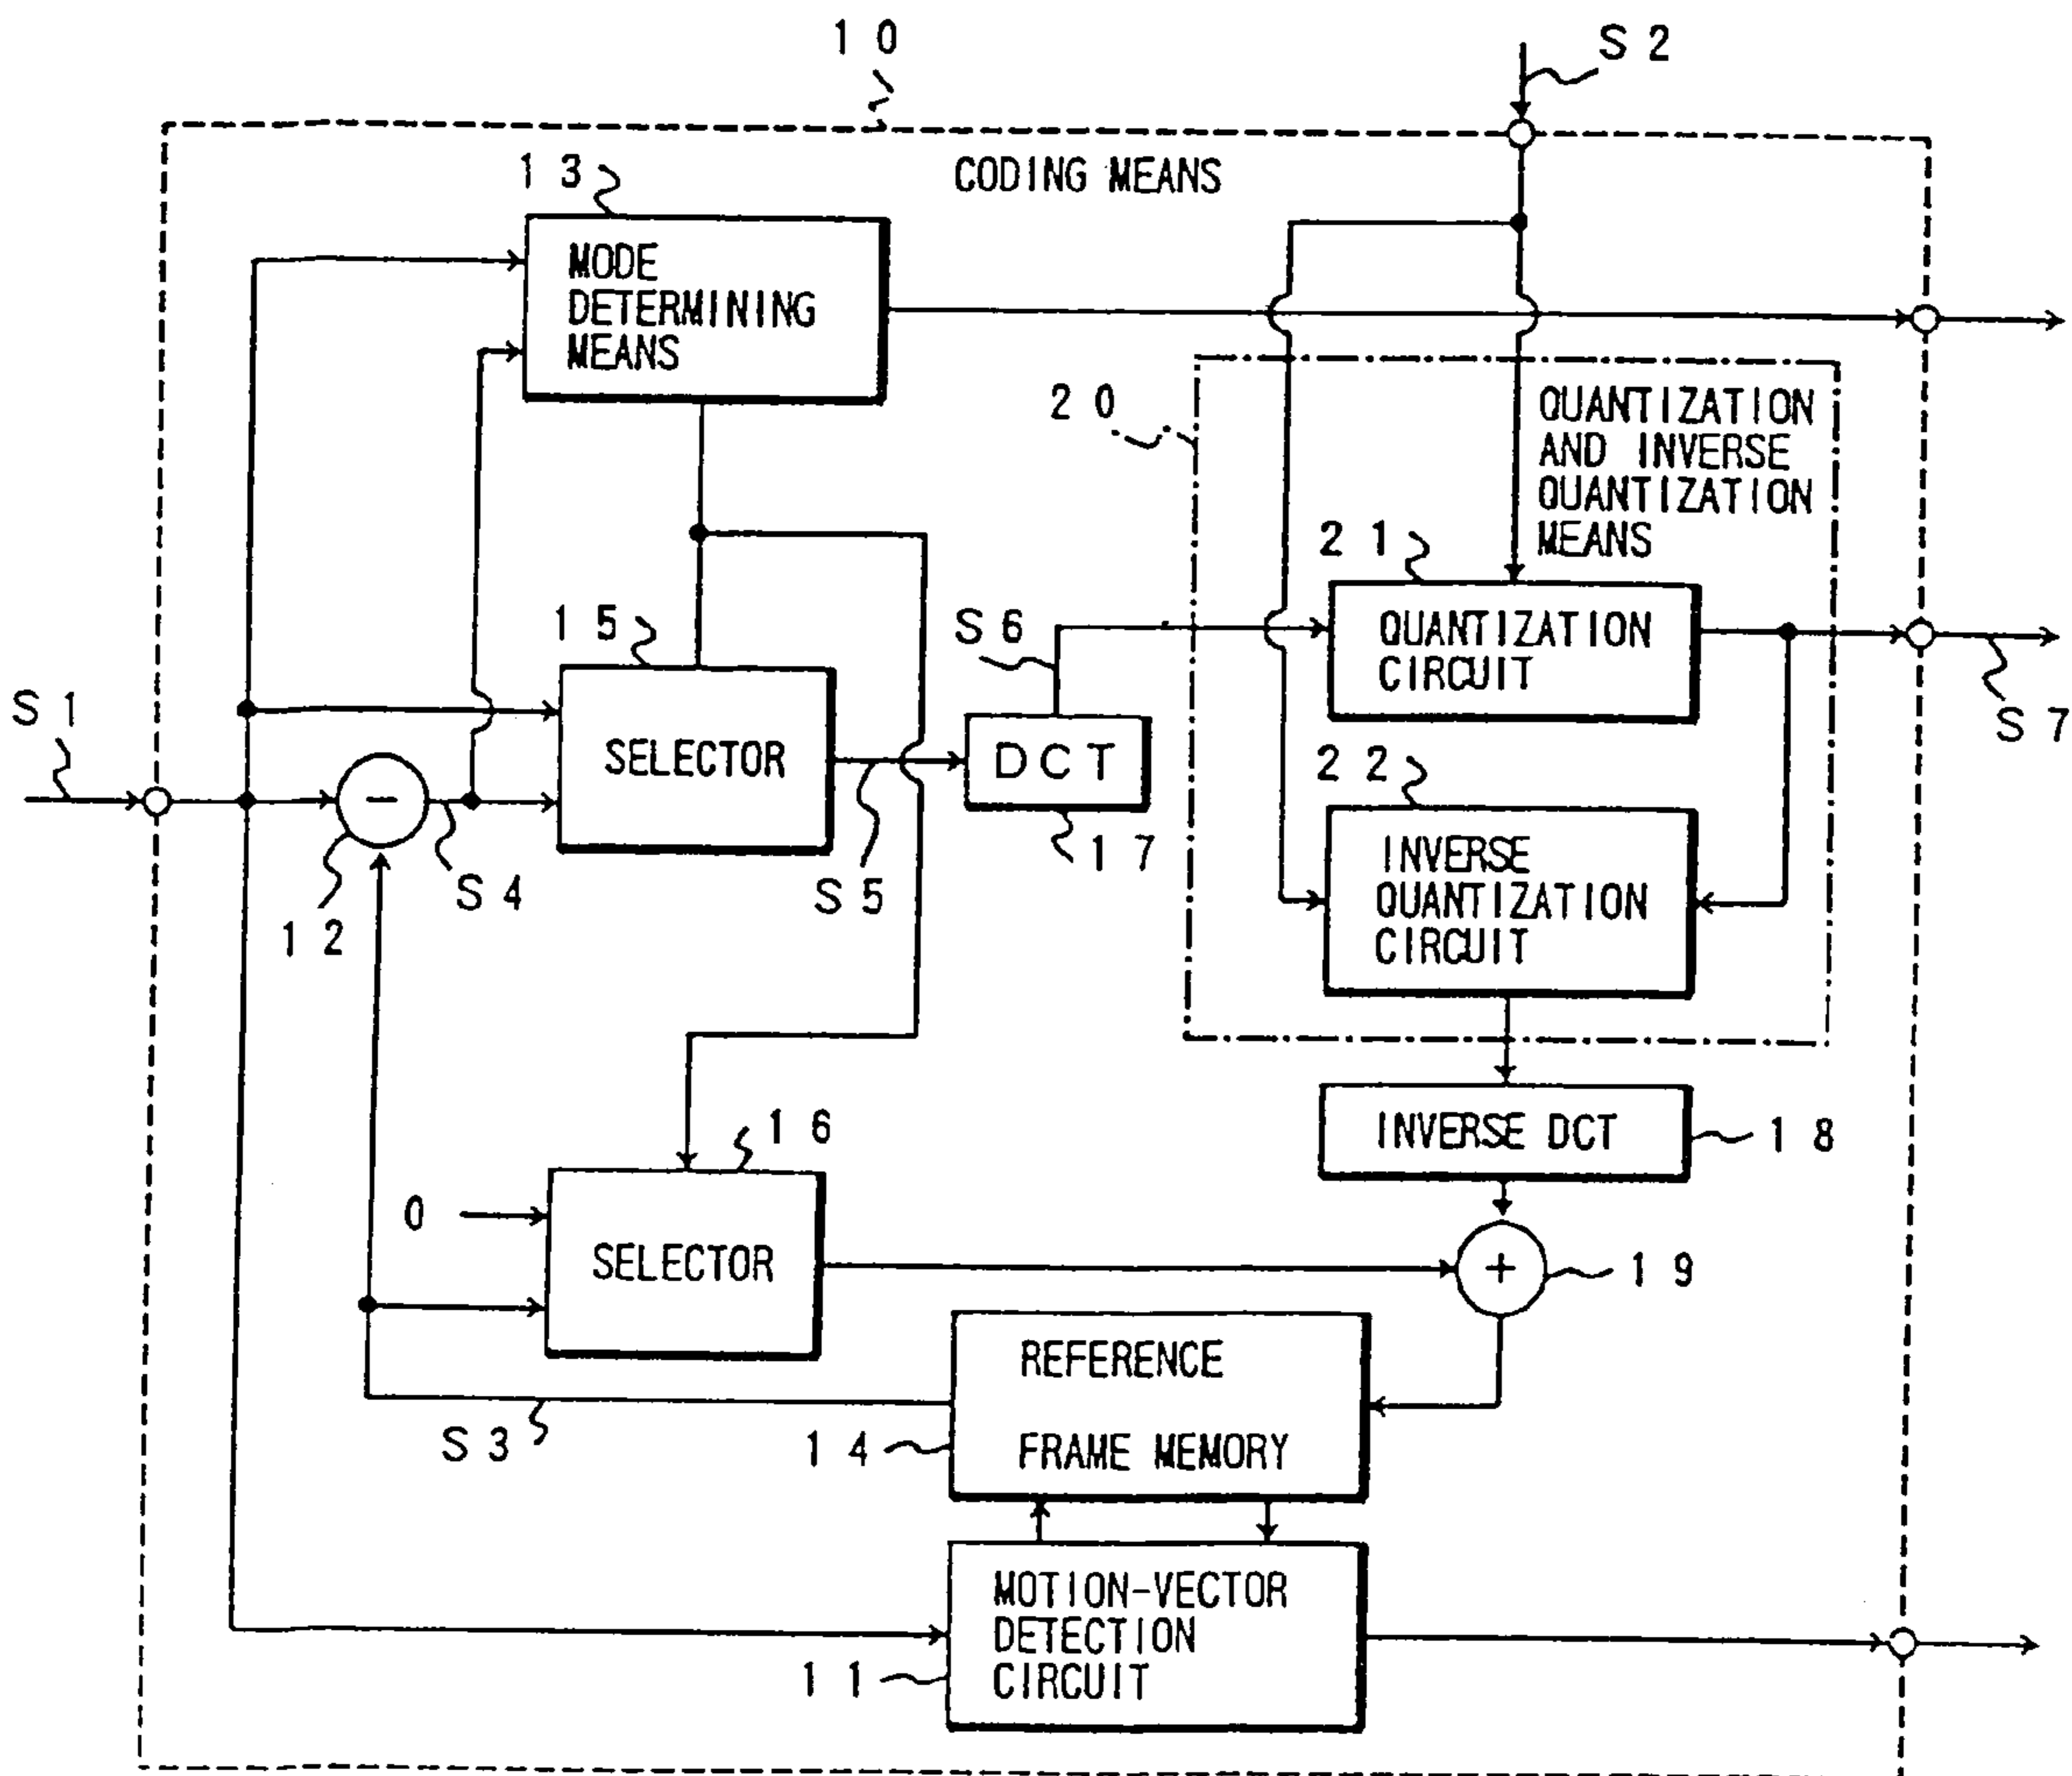 10
S2
CODING MEANS
13
MODE
DETERMINING
MEANS
20
QUANTIZATION
AND INVERSE
QUANTIZATION
MEANS
21
15
S6
QUANTIZATION
CIRCUIT
S1
SELECTOR
DCT
S7
22
17
12
S4
S5
INVERSE
QUANTIZATION
CIRCUIT
16
INVERSE DCT
18
0
SELECTOR
+
19
REFERENCE
FRAME MEMORY
S3
14
MOTION-VECTOR
DETECTION
CIRCUIT
11
−